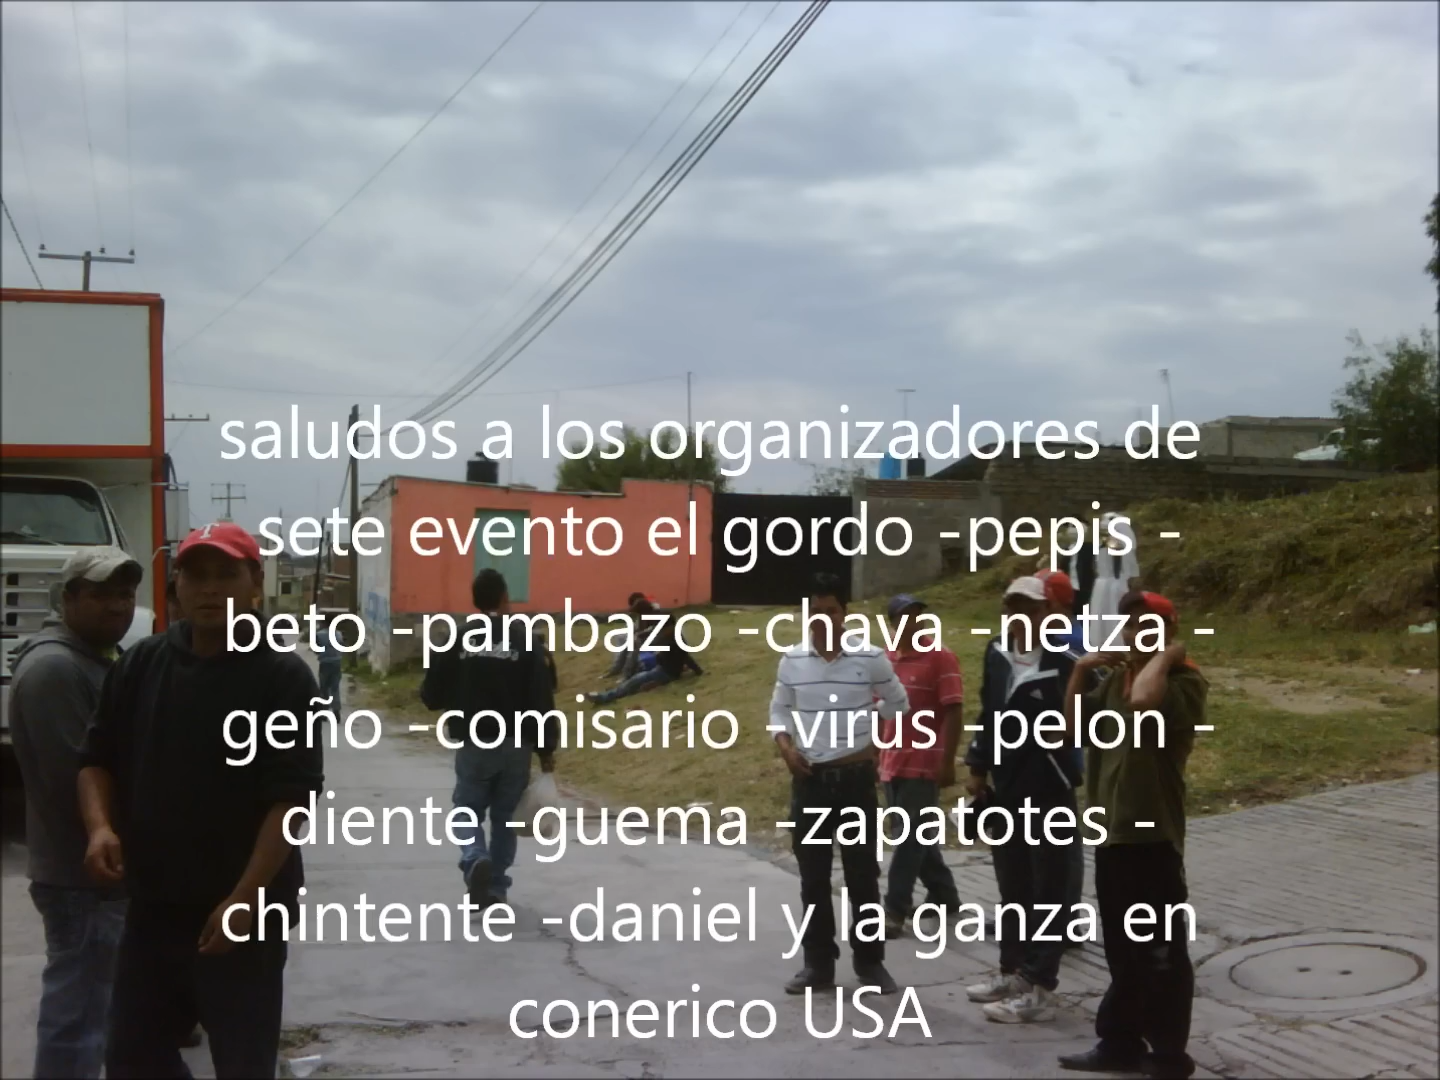 saludos a los organizadores de
sete evento el gordo -pepis -
beto -pambazo -chava -netza -
geño -comisario -virus -pelon -
diente -guema -zapatotes -
chintente -daniel y la ganza en
conerico USA
T